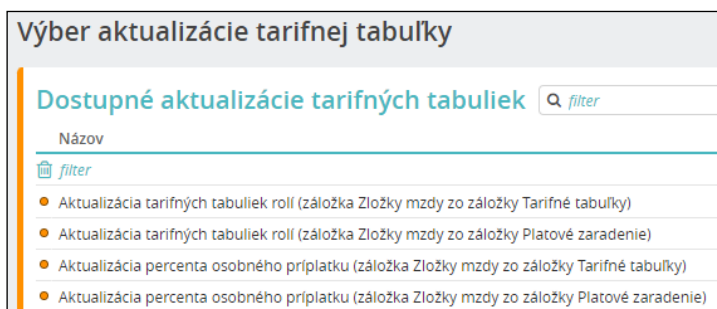 Výber aktualizácie tarifnej tabuľky
Dostupné aktualizácie tarifných tabuliek filter
Názov
filter
Aktualizácia tarifných tabuliek rolí (záložka Zložky mzdy zo záložky Tarifné tabuľky)
Aktualizácia tarifných tabuliek rolí (záložka Zložky mzdy zo záložky Platové zaradenie)
Aktualizácia percenta osobného príplatku (záložka Zložky mzdy zo záložky Tarifné tabuľky)
Aktualizácia percenta osobného príplatku (záložka Zložky mzdy zo záložky Platové zaradenie)